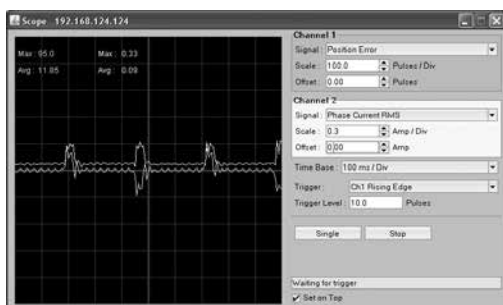 Scope 192.168.124.124
Max : 95.0
Max : 0.33
Avg : 11.85
Avg : 0.09
Channel 1
Signal : Position Error
Scale : 100.0 Pulses / Div
Offset : 0.00 Pulses
Channel 2
Signal : Phase Current RMS
Scale : 0.3 Amp / Div
Offset : 0.00 Amp
Time Base : 100 ms / Div
Trigger : Ch1 Rising Edge
Trigger Level : 10.0 Pulses
Single Stop
Waiting for trigger
Set on Top